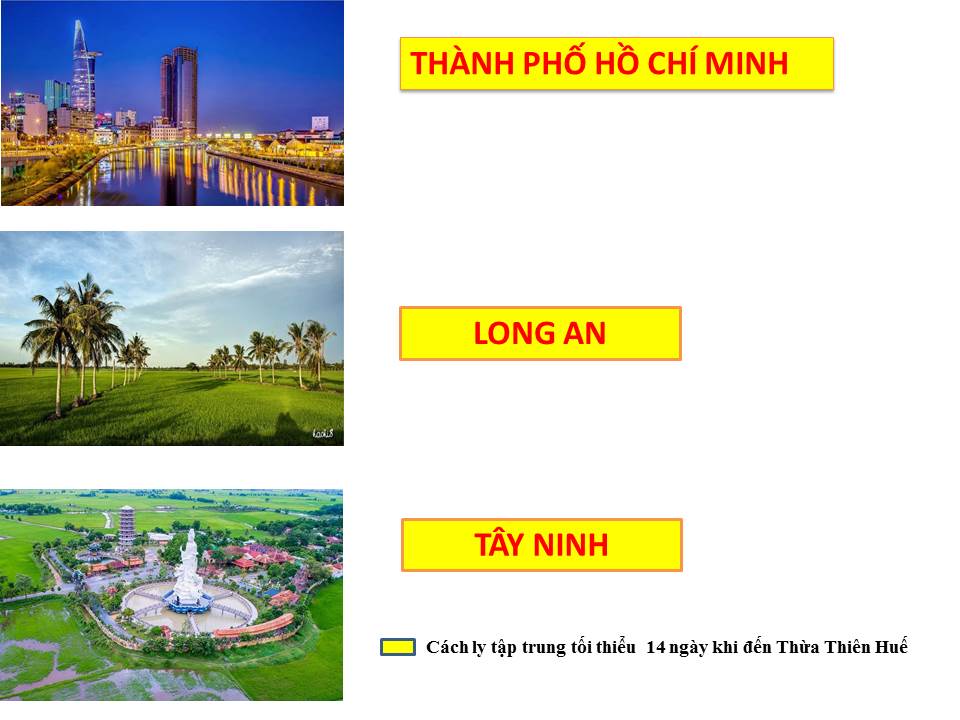 THÀNH PHỐ HỒ CHÍ MINH
LONG AN
TÂY NINH
Cách ly tập trung tối thiểu 14 ngày khi đến Thừa Thiên Huế